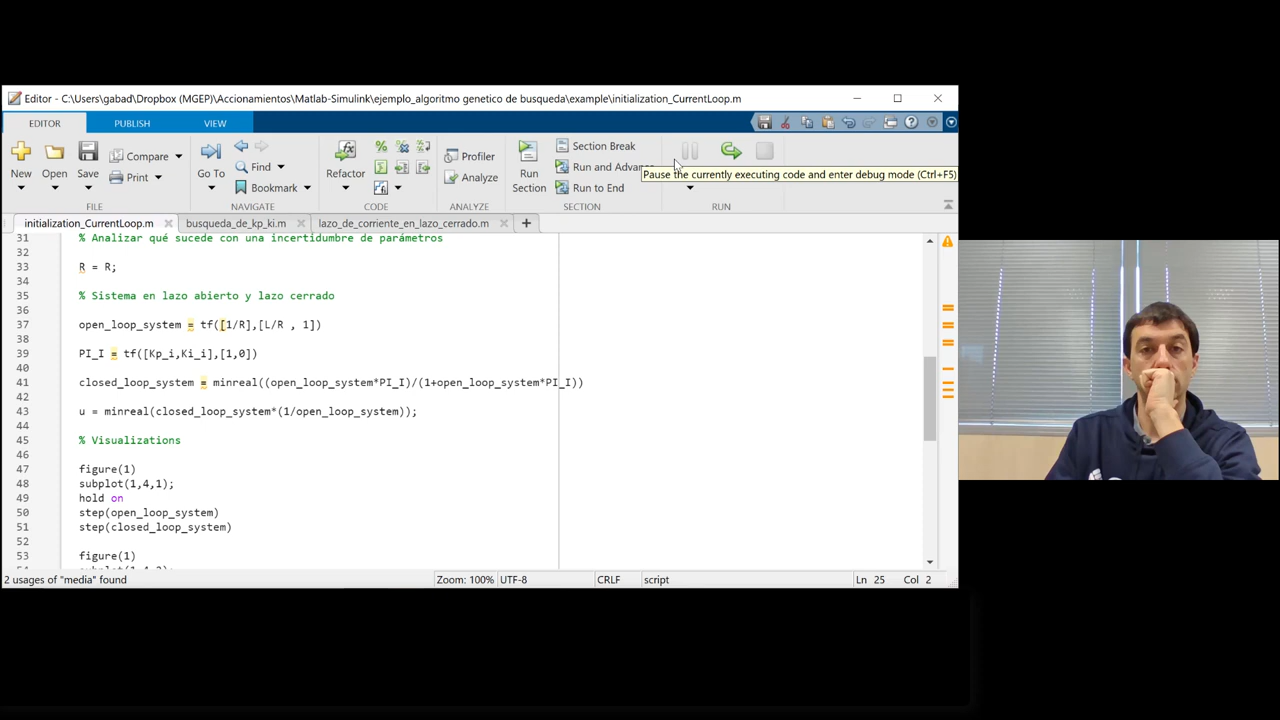 Editor - C:\Users\gabad\Dropbox (MGEP)\Accionamientos\Matlab-Simulink\ejemplo_algoritmo genetico de busqueda\example\initialization_CurrentLoop.m
EDITOR PUBLISH VIEW
New Open Save Compare Print
Go To Find Bookmark
Refactor
Profiler Analyze
Run Section
Section Break
Run and Advan
Run to End
Pause the currently executing code and enter debug mode (Ctrl+F5)
FILE NAVIGATE CODE ANALYZE SECTION RUN
initialization_CurrentLoop.m busqueda_de_kp_ki.m lazo_de_corriente_en_lazo_cerrado.m
31 % Analizar qué sucede con una incertidumbre de parámetros
32
33 R = R;
34
35 % Sistema en lazo abierto y lazo cerrado
36
37 open_loop_system = tf([1/R],[L/R , 1])
38
39 PI_I = tf([Kp_i,Ki_i],[1,0])
40
41 closed_loop_system = minreal((open_loop_system*PI_I)/(1+open_loop_system*PI_I))
42
43 u = minreal(closed_loop_system*(1/open_loop_system));
44
45 % Visualizations
46
47 figure(1)
48 subplot(1,4,1);
49 hold on
50 step(open_loop_system)
51 step(closed_loop_system)
52
53 figure(1)
2 usages of "media" found Zoom: 100% UTF-8 CRLF script Ln 25 Col 2